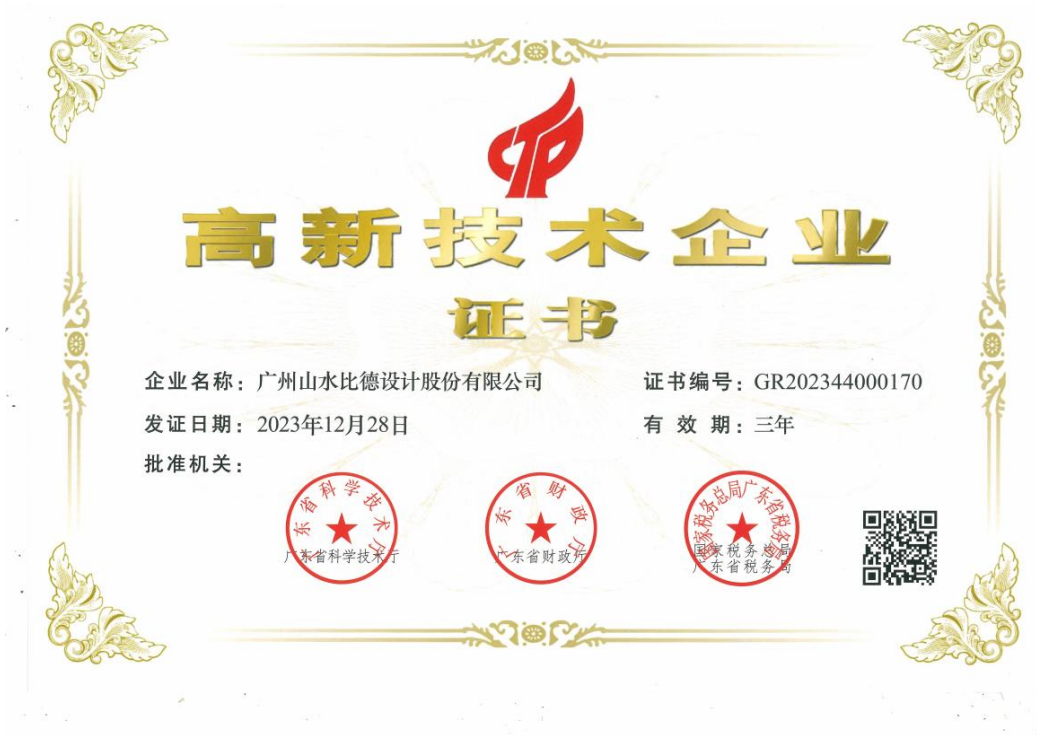 CTP
高新技术企业
证书
企业名称：广州山水比德设计股份有限公司
证书编号：GR202344000170
发证日期：2023年12月28日
有效期：三年
批准机关：
广东省科学技术厅
广东省科学技术厅
广东省财政厅
广东省财政厅
国家税务总局广东省税务局
国家税务总局
广东省税务局